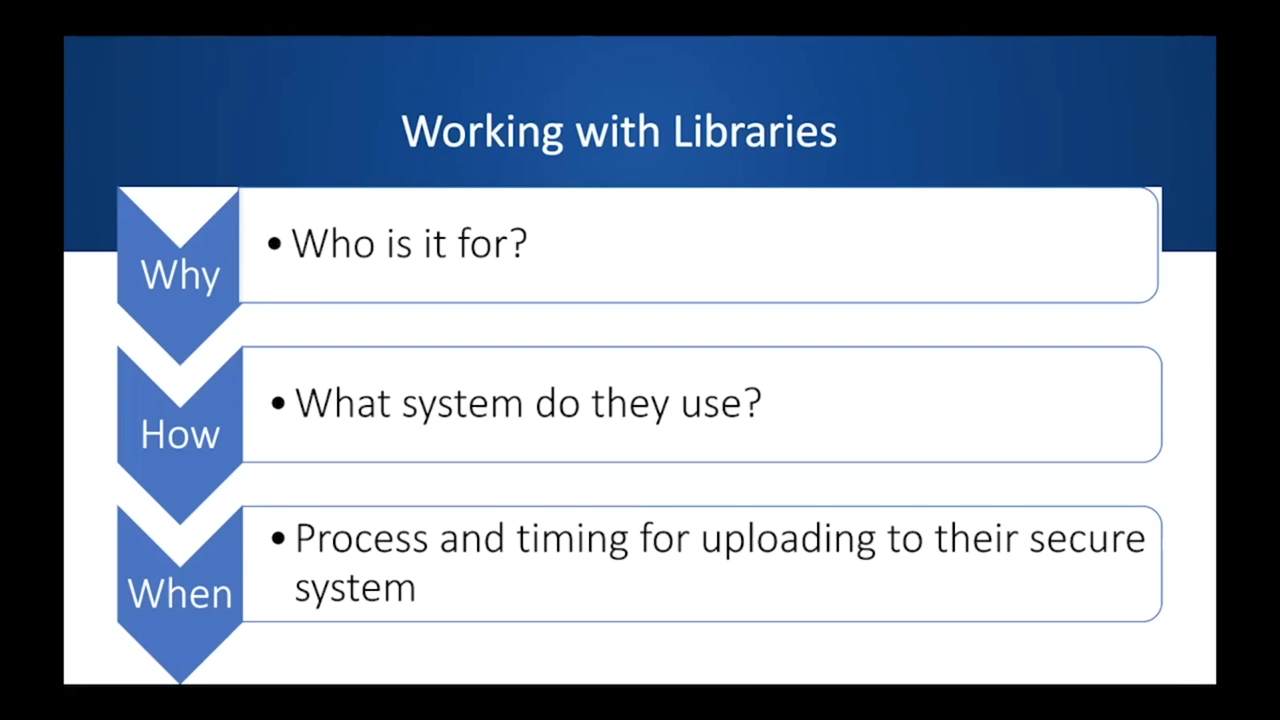 Working with Libraries
Why
• Who is it for?
How
• What system do they use?
When
• Process and timing for uploading to their secure
system